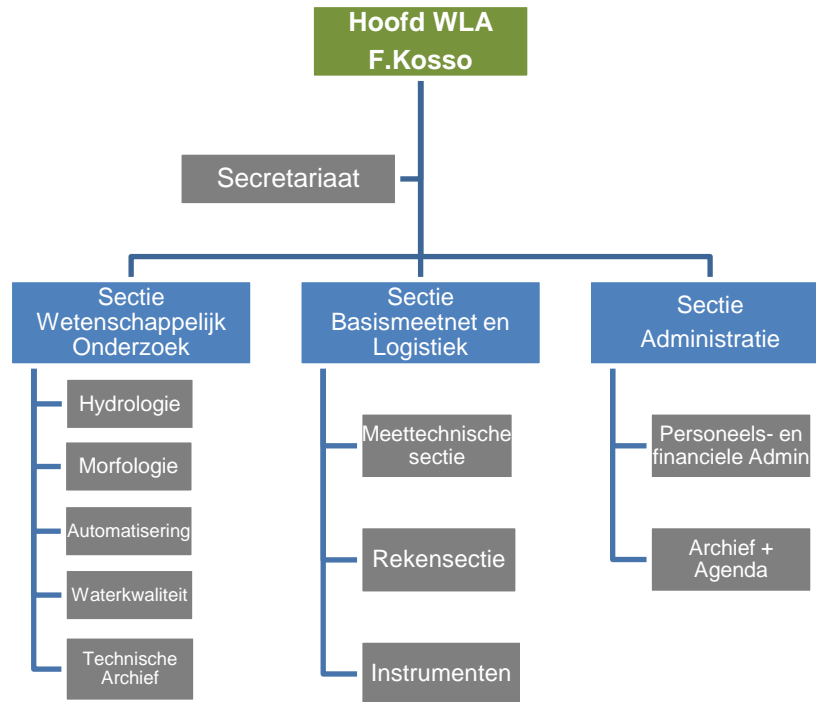 Hoofd WLA
F.Kosso
Secretariaat
Sectie
Wetenschappelijk
Onderzoek
Hydrologie
Morfologie
Automatisering
Waterkwaliteit
Technische
Archief
Sectie
Basismeetnet en
Logistiek
Meettechnische
sectie
Rekensectie
Instrumenten
Sectie
Administratie
Personeels- en
financiele Admin
Archief +
Agenda